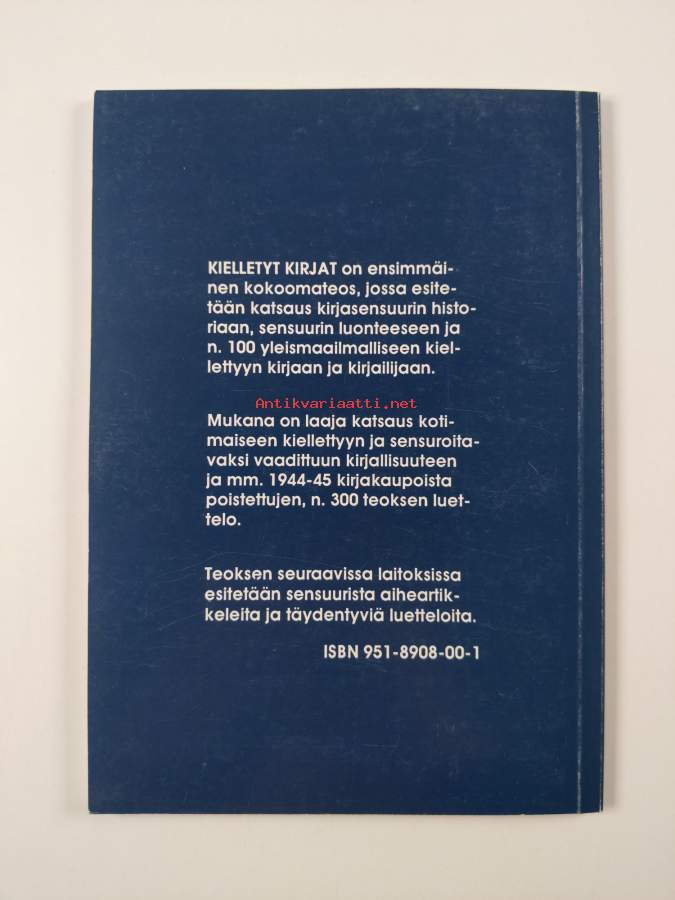 KIELLETYT KIRJAT on ensimmäi-
nen kokoomateos, jossa esite-
tään katsaus kirjasensuurin histo-
riaan, sensuurin luonteeseen ja
n. 100 yleismaailmalliseen kiel-
lettyyn kirjaan ja kirjailijaan.
Antikvariaatti.net
Mukana on laaja katsaus koti-
maiseen kiellettyyn ja sensuroita-
vaksi vaadittuun kirjallisuuteen
ja mm. 1944-45 kirjakaupoista
poistettujen, n. 300 teoksen luet-
telo.
Teoksen seuraavissa laitoksissa
esitetään sensuurista aiheartik-
keleita ja täydentyviä luetteloita.
ISBN 951-8908-00-1